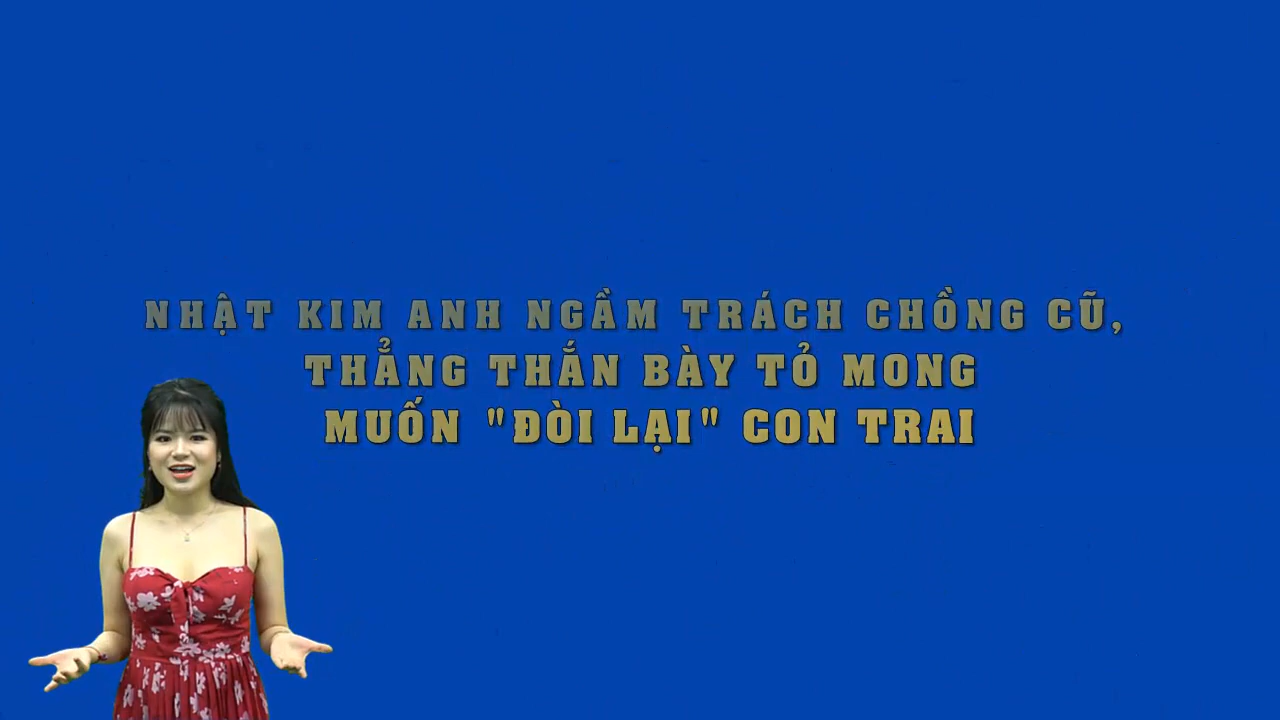 NHẬT KIM ANH NGẦM TRÁCH CHỒNG CŨ,
THẲNG THẮN BÀY TỎ MONG
MUỐN "ĐÒI LẠI" CON TRAI